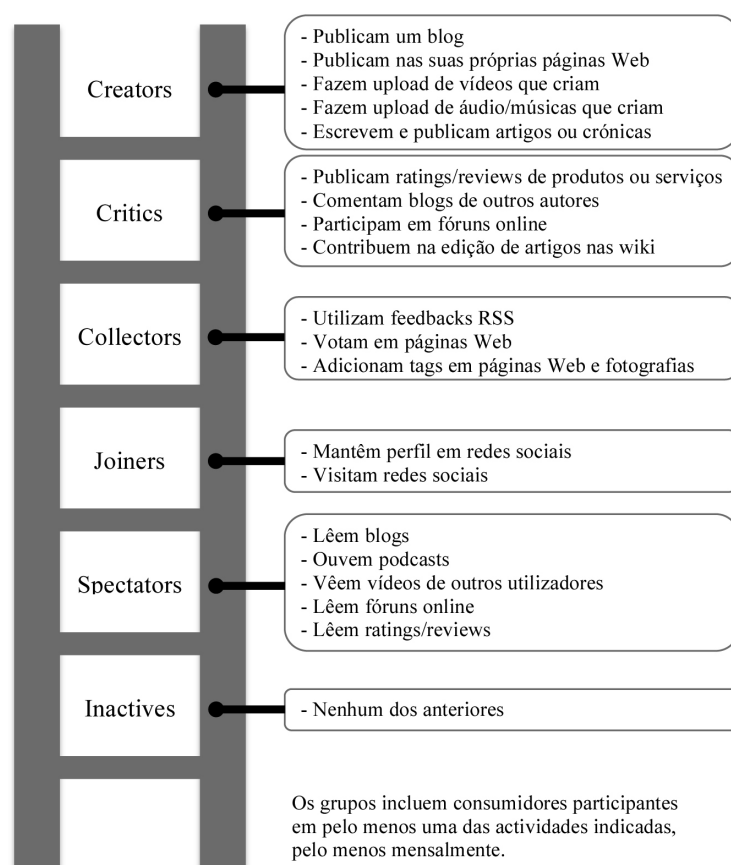 Creators
- Publicam um blog
- Publicam nas suas próprias páginas Web
- Fazem upload de vídeos que criam
- Fazem upload de áudio/músicas que criam
- Escrevem e publicam artigos ou crónicas
Critics
- Publicam ratings/reviews de produtos ou serviços
- Comentam blogs de outros autores
- Participam em fóruns online
- Contribuem na edição de artigos nas wiki
Collectors
- Utilizam feedbacks RSS
- Votam em páginas Web
- Adicionam tags em páginas Web e fotografias
Joiners
- Mantêm perfil em redes sociais
- Visitam redes sociais
Spectators
- Lêem blogs
- Ouvem podcasts
- Vêem vídeos de outros utilizadores
- Lêem fóruns online
- Lêem ratings/reviews
Inactives
- Nenhum dos anteriores
Os grupos incluem consumidores participantes
em pelo menos uma das actividades indicadas,
pelo menos mensalmente.